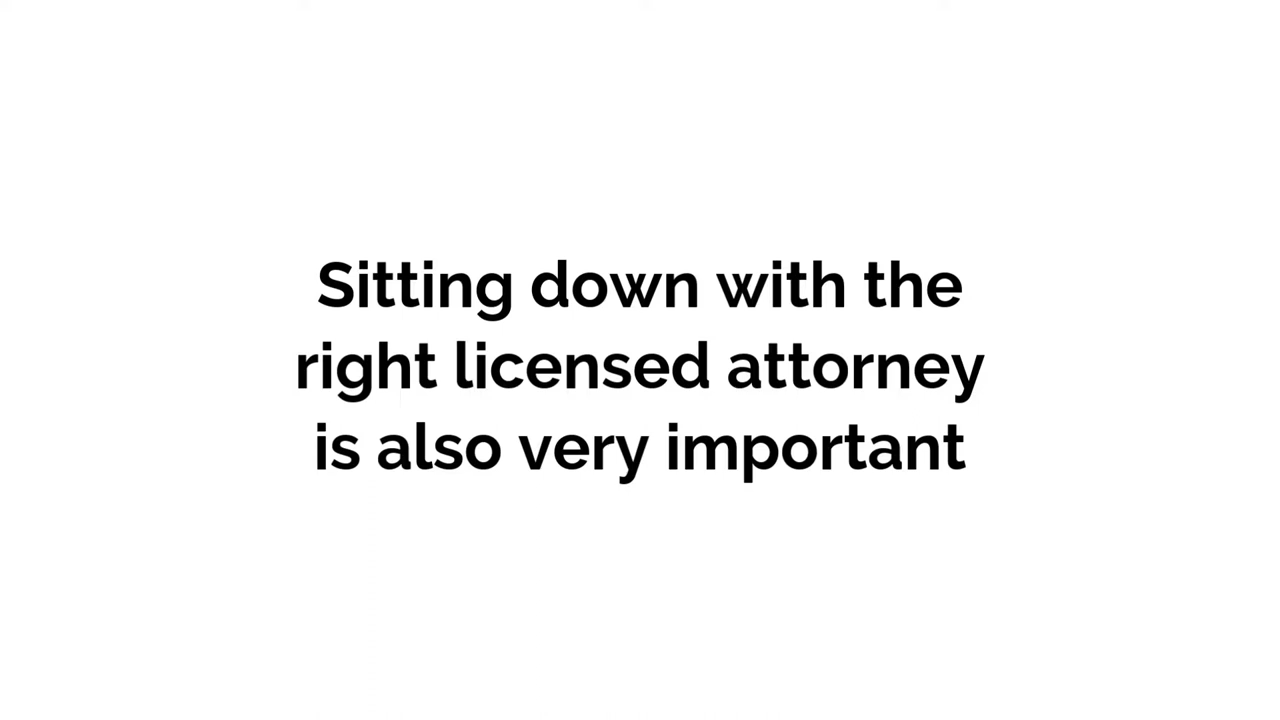 Sitting down with the
right licensed attorney
is also very important